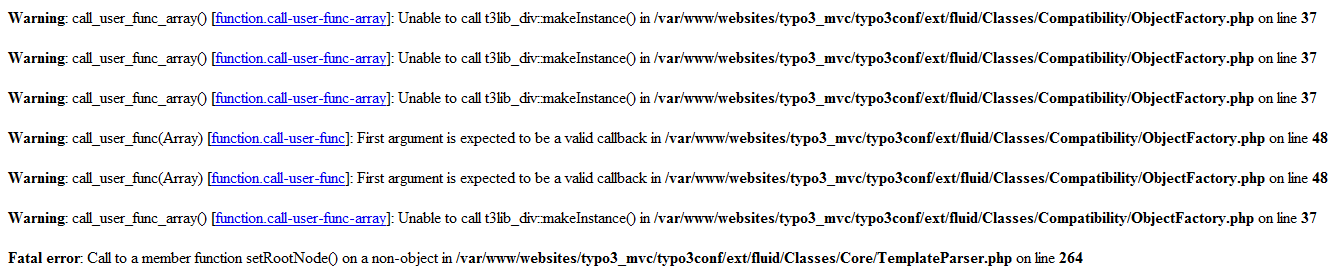 Warning: call_user_func_array() [function.call-user-func-array]: Unable to call t3lib_div::makeInstance() in /var/www/websites/typo3_mvc/typo3conf/ext/fluid/Classes/Compatibility/ObjectFactory.php on line 37
Warning: call_user_func_array() [function.call-user-func-array]: Unable to call t3lib_div::makeInstance() in /var/www/websites/typo3_mvc/typo3conf/ext/fluid/Classes/Compatibility/ObjectFactory.php on line 37
Warning: call_user_func_array() [function.call-user-func-array]: Unable to call t3lib_div::makeInstance() in /var/www/websites/typo3_mvc/typo3conf/ext/fluid/Classes/Compatibility/ObjectFactory.php on line 37
Warning: call_user_func(Array) [function.call-user-func]: First argument is expected to be a valid callback in /var/www/websites/typo3_mvc/typo3conf/ext/fluid/Classes/Compatibility/ObjectFactory.php on line 48
Warning: call_user_func(Array) [function.call-user-func]: First argument is expected to be a valid callback in /var/www/websites/typo3_mvc/typo3conf/ext/fluid/Classes/Compatibility/ObjectFactory.php on line 48
Warning: call_user_func_array() [function.call-user-func-array]: Unable to call t3lib_div::makeInstance() in /var/www/websites/typo3_mvc/typo3conf/ext/fluid/Classes/Compatibility/ObjectFactory.php on line 37
Fatal error: Call to a member function setRootNode() on a non-object in /var/www/websites/typo3_mvc/typo3conf/ext/fluid/Classes/Core/TemplateParser.php on line 264